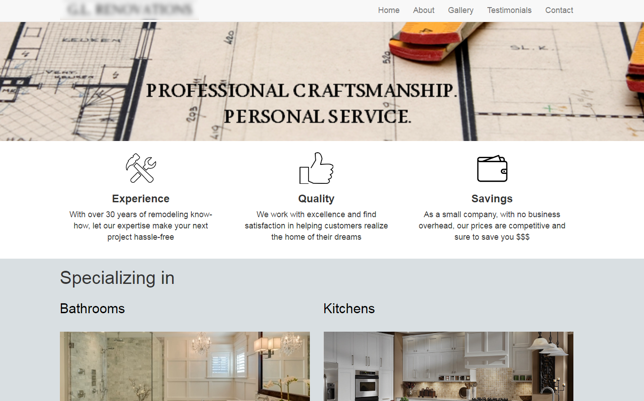 G.L. RENOVATIONS
Home About Gallery Testimonials Contact
SL.K.
PROFESSIONAL CRAFTSMANSHIP.
PERSONAL SERVICE.
Experience
With over 30 years of remodeling know-
how, let our expertise make your next
project hassle-free
Quality
We work with excellence and find
satisfaction in helping customers realize
the home of their dreams
Savings
As a small company, with no business
overhead, our prices are competitive and
sure to save you $$$
Specializing in
Bathrooms
Kitchens